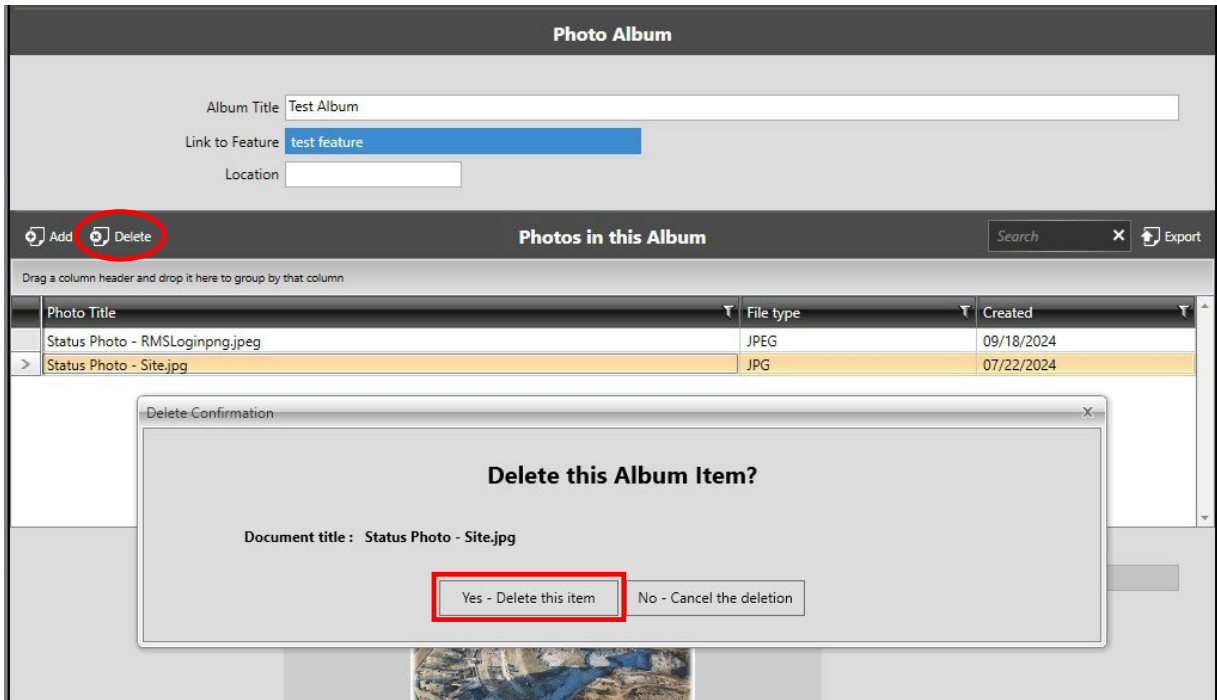 Photo Album
Album Title Test Album
Link to Feature test feature
Location
Add Delete Photos in this Album Search X Export
Drag a column header and drop it here to group by that column
Photo Title File type Created
Status Photo - RMSLoginpng.jpeg JPEG 09/18/2024
> Status Photo - Site.jpg JPG 07/22/2024
Delete Confirmation X
Delete this Album Item?
Document title : Status Photo - Site.jpg
Yes - Delete this item No - Cancel the deletion